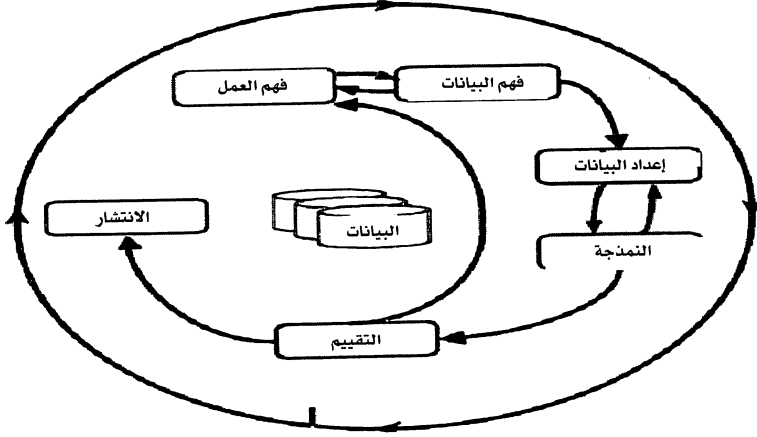 فهم البيانات
فهم العمل
إعداد البيانات
الانتشار
البيانات
النمذجة
التقييم